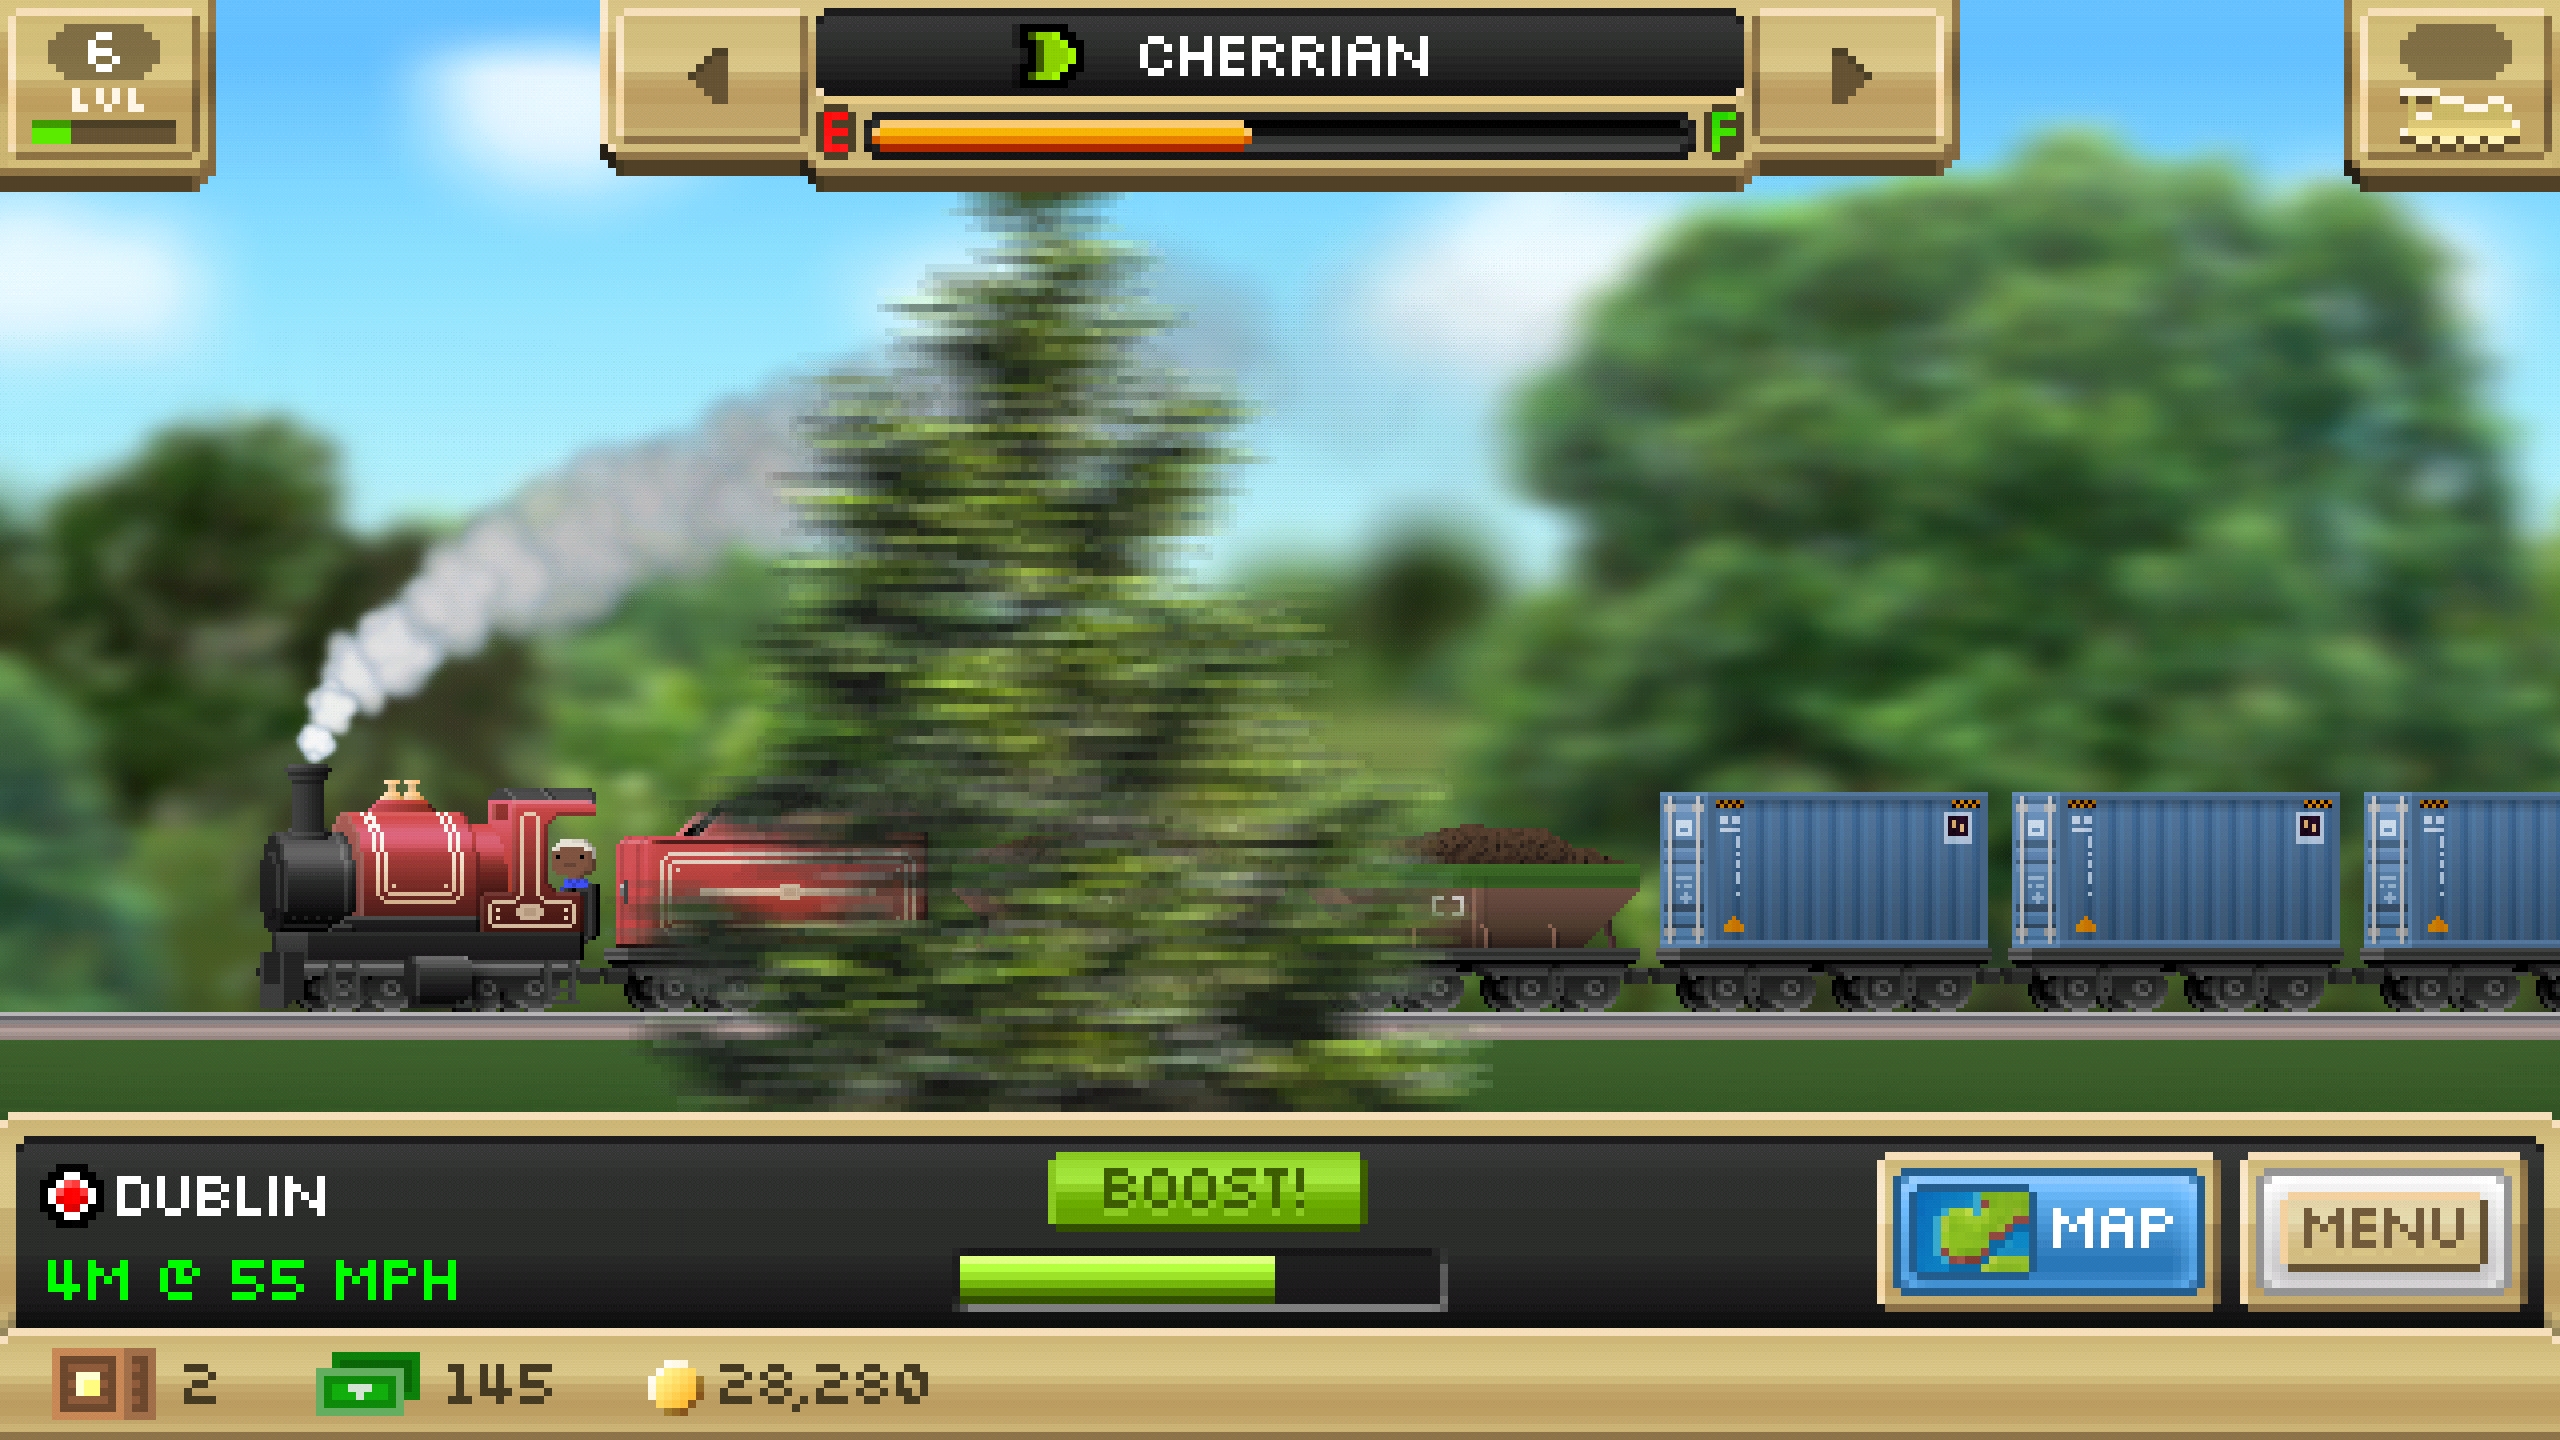 6
LVL
CHERRIAN
E F
DUBLIN
BOOST!
4M @ 55 MPH
MAP
MENU
2 145 28,280